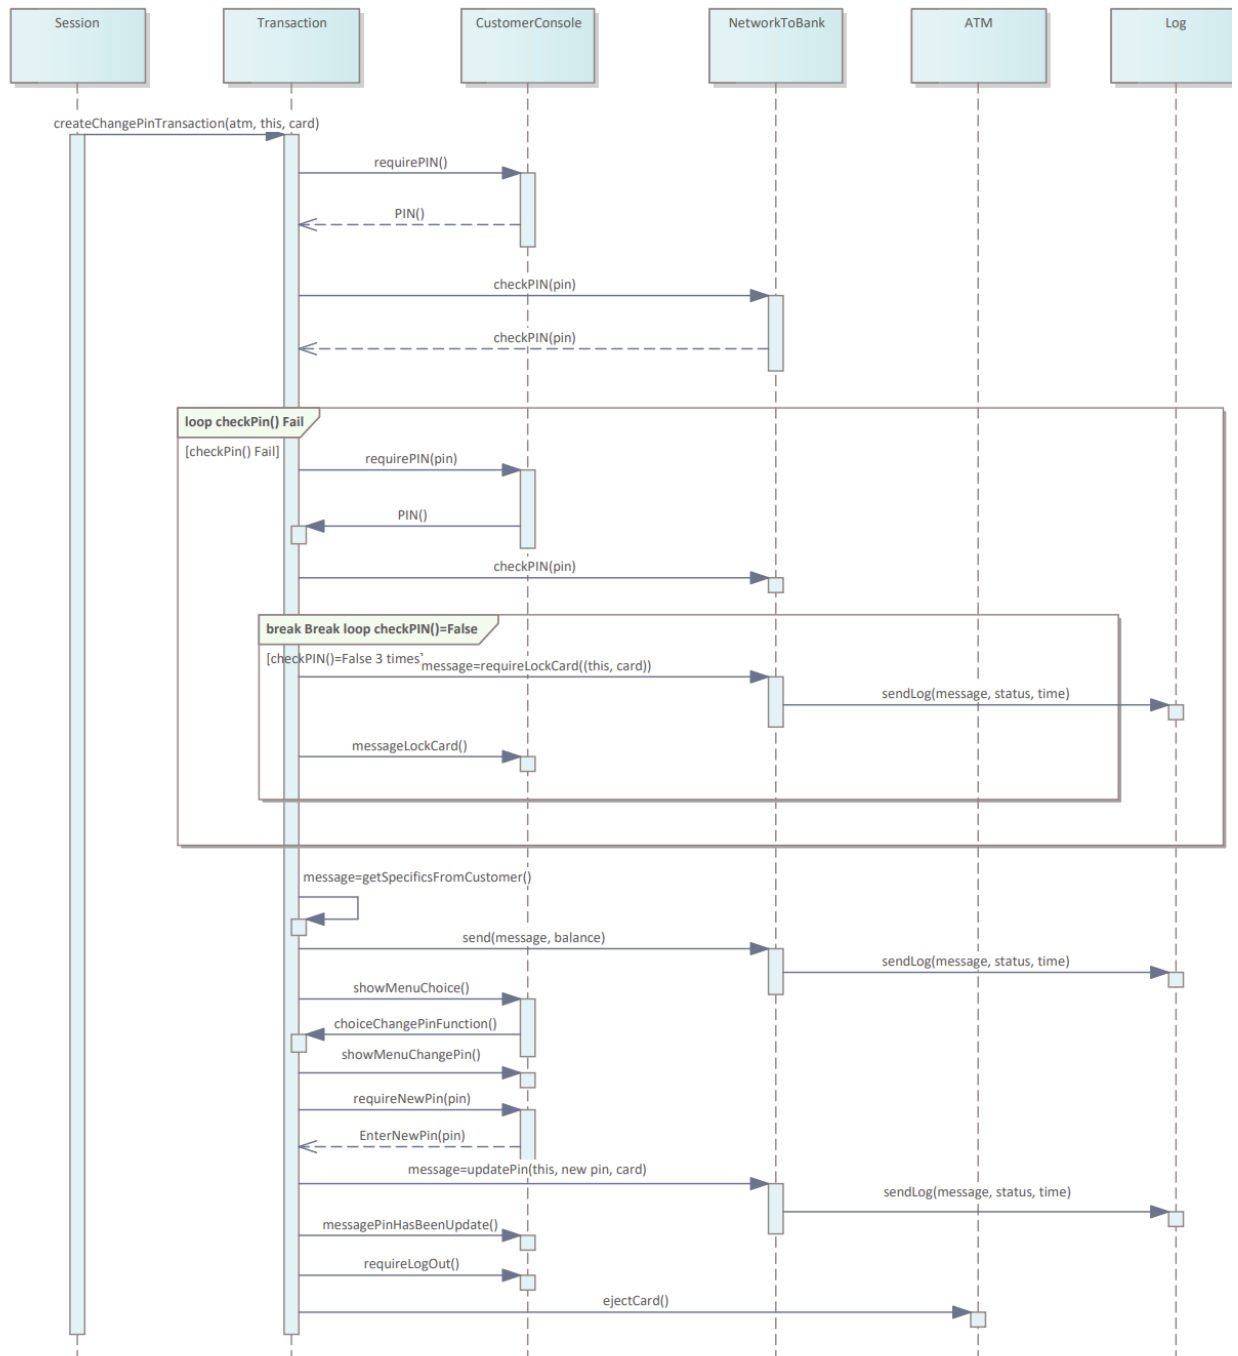 Session
Transaction
CustomerConsole
NetworkToBank
ATM
Log
createChangePinTransaction(atm, this, card)
requirePIN()
PIN()
checkPIN(pin)
checkPIN(pin)
loop checkPin() Fail
[checkPin() Fail]
requirePIN(pin)
PIN()
checkPIN(pin)
break Break loop checkPIN()=False
[checkPIN()=False 3 times]
message=requireLockCard((this, card))
sendLog(message, status, time)
messageLockCard()
message=getSpecificsFromCustomer()
send(message, balance)
sendLog(message, status, time)
showMenuChoice()
choiceChangePinFunction()
showMenuChangePin()
requireNewPin(pin)
EnterNewPin(pin)
message=updatePin(this, new pin, card)
sendLog(message, status, time)
messagePinHasBeenUpdate()
requireLogOut()
ejectCard()